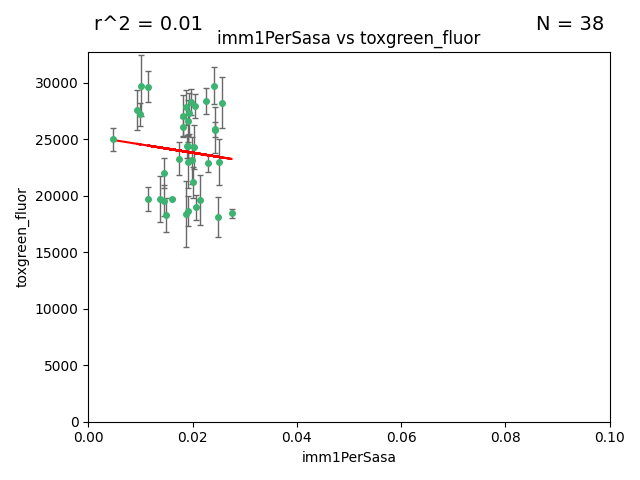 r^2 = 0.01
N = 38
imm1PerSasa vs toxgreen_fluor
30000
25000
20000
15000
10000
5000
0
toxgreen_fluor
0.00
0.02
0.04
0.06
0.08
0.10
imm1PerSasa